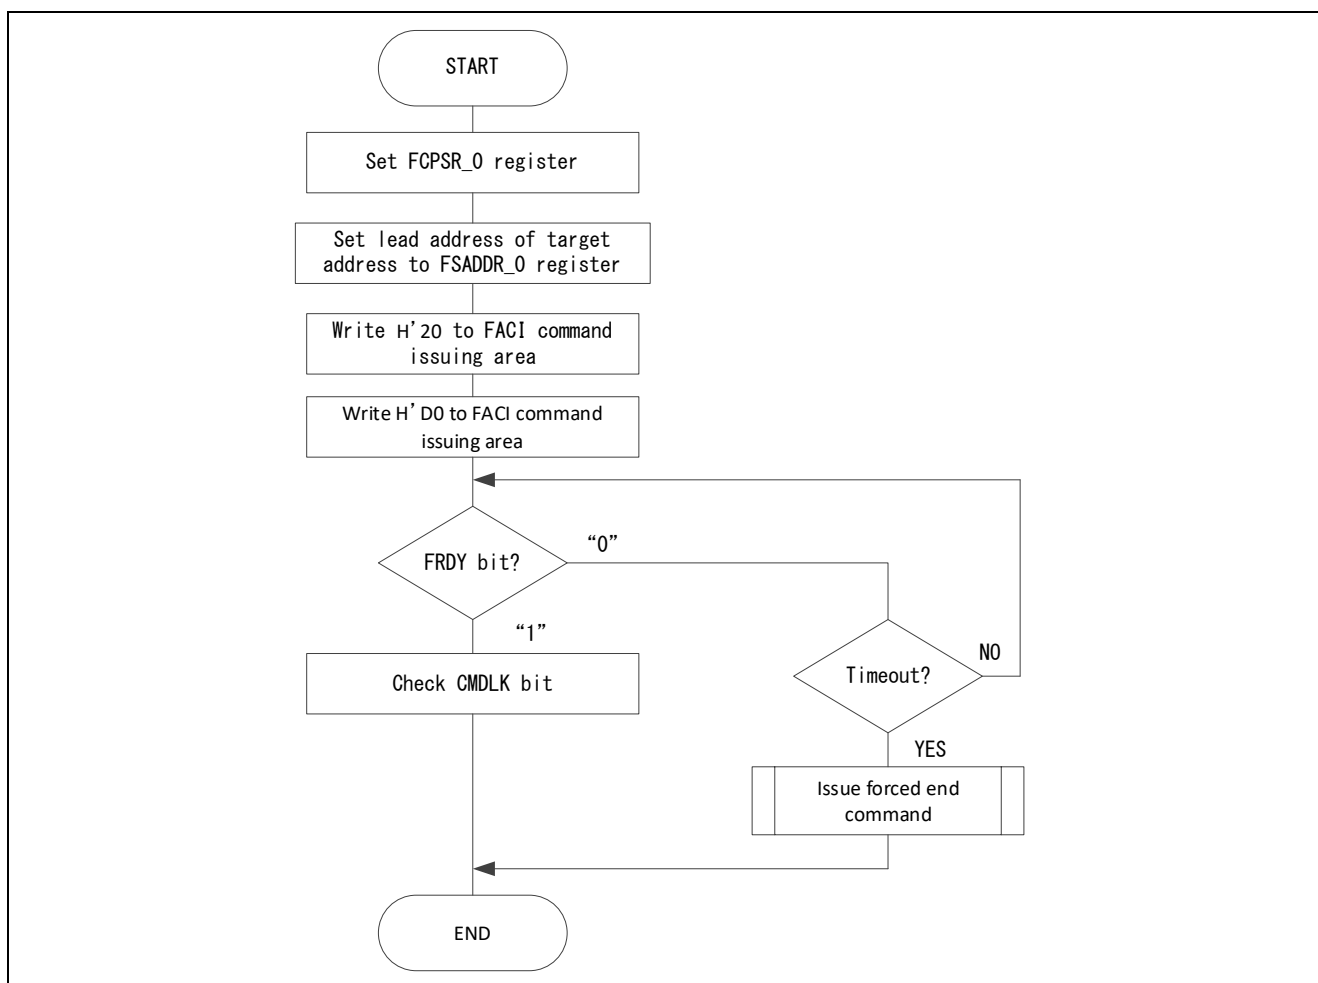 START
Set FCPSR_0 register
Set lead address of target
address to FSADDR_0 register
Write H’20 to FACI command
issuing area
Write H’D0 to FACI command
issuing area
FRDY bit?
“0”
“1”
Check CMDLK bit
Timeout?
NO
YES
Issue forced end
command
END